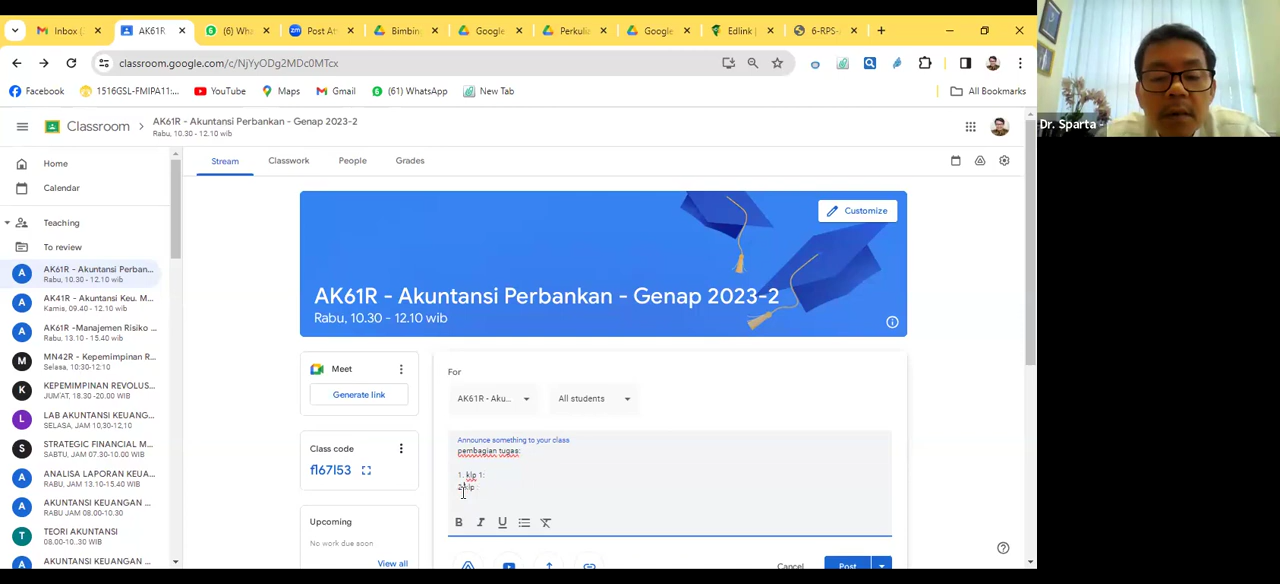 Inbox (
AK61R
(6) Wha
Post At
Bimbin
Google
Perkuli
Google
Edlink |
6-RPS-
classroom.google.com/c/NjYyODg2MDc0MTcx
Facebook
1516GSL-FMIPA11:...
YouTube
Maps
Gmail
(61) WhatsApp
New Tab
All Bookmarks
Classroom
AK61R - Akuntansi Perbankan - Genap 2023-2
Rabu, 10.30 - 12.10 wib
Dr. Sparta -
Home
Calendar
Teaching
To review
A
AK61R - Akuntansi Perban...
Rabu, 10.30 - 12.10 wib
A
AK41R - Akuntansi Keu. M...
Kamis, 09.40 - 12.10 wib
A
AK61R -Manajemen Risiko ...
Rabu. 13.10 - 15.40 wib
M
MN42R - Kepemimpinan R...
Selasa, 10:30-12:10
K
KEPEMIMPINAN REVOLUS...
JUM'AT, 18.30 -20.00 WIB
L
LAB AKUNTANSI KEUANG...
SELASA, JAM 10.30-12,10
S
STRATEGIC FINANCIAL M...
SABTU, JAM 07.30-10.00
A
ANALISA LAPORAN KEUA...
RABU, JAM 13.10-15.40 WIB
A
AKUNTANSI KEUANGAN ...
RABU JAM 08.00-10.30
T
TEORI AKUNTANSI
08.00-10..30 WIB
A
AKUNTANSI KEUANGAN ...
Stream
Classwork
People
Grades
Customize
AK61R - Akuntansi Perbankan - Genap 2023-2
Rabu, 10.30 - 12.10 wib
Meet
Generate link
Class code
fl67l53
Upcoming
No work due soon
View all
For
AK61R - Aku...
All students
Announce something to your class
pembagian tugas:
1. klp 1:
2 klp :
B I U
Cancel
Post